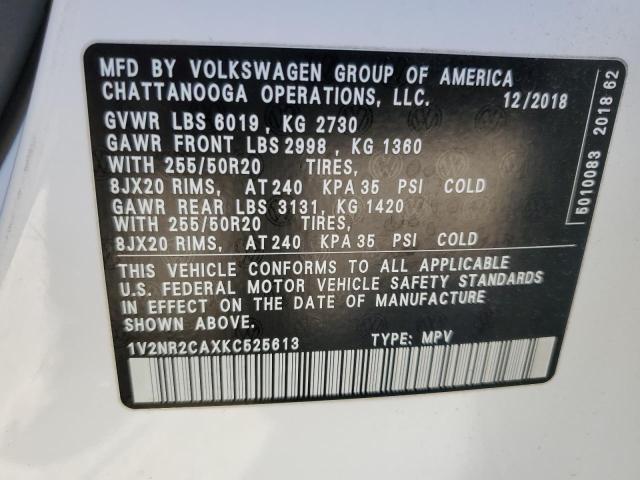 MFD BY VOLKSWAGEN GROUP OF AMERICA
CHATTANOOGA OPERATIONS, LLC. 12/2018
GVWR LBS 6019, KG 2730
GAWR FRONT LBS 2998, KG 1360
WITH 255/50R20 TIRES,
8JX20 RIMS, AT 240 KPA 35 PSI COLD
GAWR REAR LBS 3131, KG 1420
WITH 255/50R20 TIRES,
8JX20 RIMS, AT 240 KPA 35 PSI COLD
THIS VEHICLE CONFORMS TO ALL APPLICABLE
U.S. FEDERAL MOTOR VEHICLE SAFETY STANDARDS
IN EFFECT ON THE DATE OF MANUFACTURE
SHOWN ABOVE.
1V2NR2CAXKC525613 TYPE: MPV
5010083 2018 62